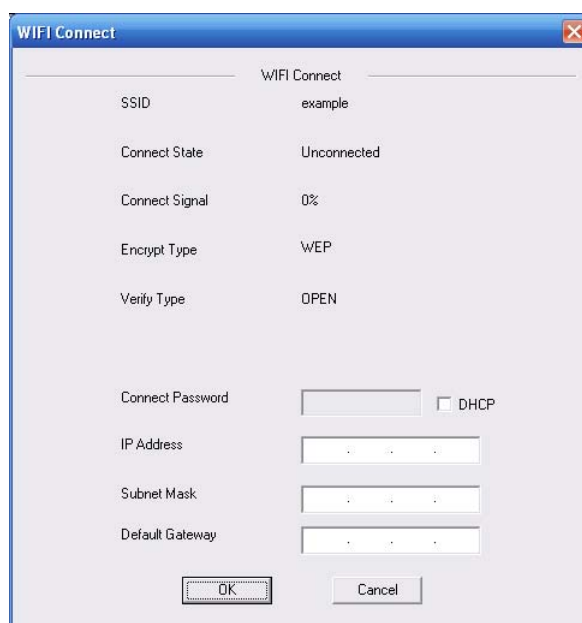 WIFI Connect
WIFI Connect
SSID example
Connect State Unconnected
Connect Signal 0%
Encrypt Type WEP
Verify Type OPEN
Connect Password DHCP
IP Address . . .
Subnet Mask . . .
Default Gateway . . .
OK Cancel